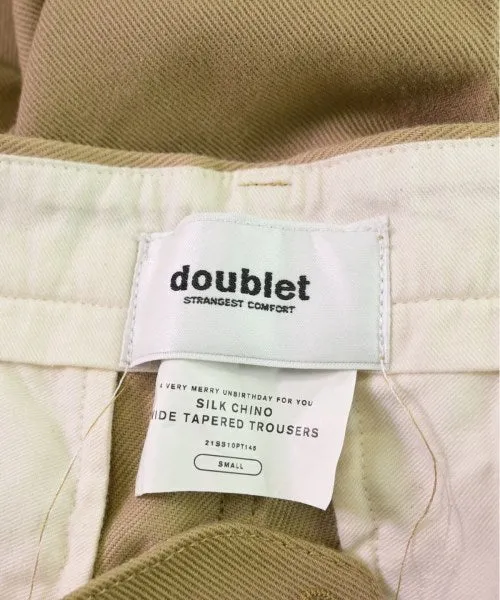 doublet
STRANGEST COMFORT
A VERY MERRY UNBIRTHDAY FOR YOU
SILK CHINO
WIDE TAPERED TROUSERS
21SS10PT146
SMALL